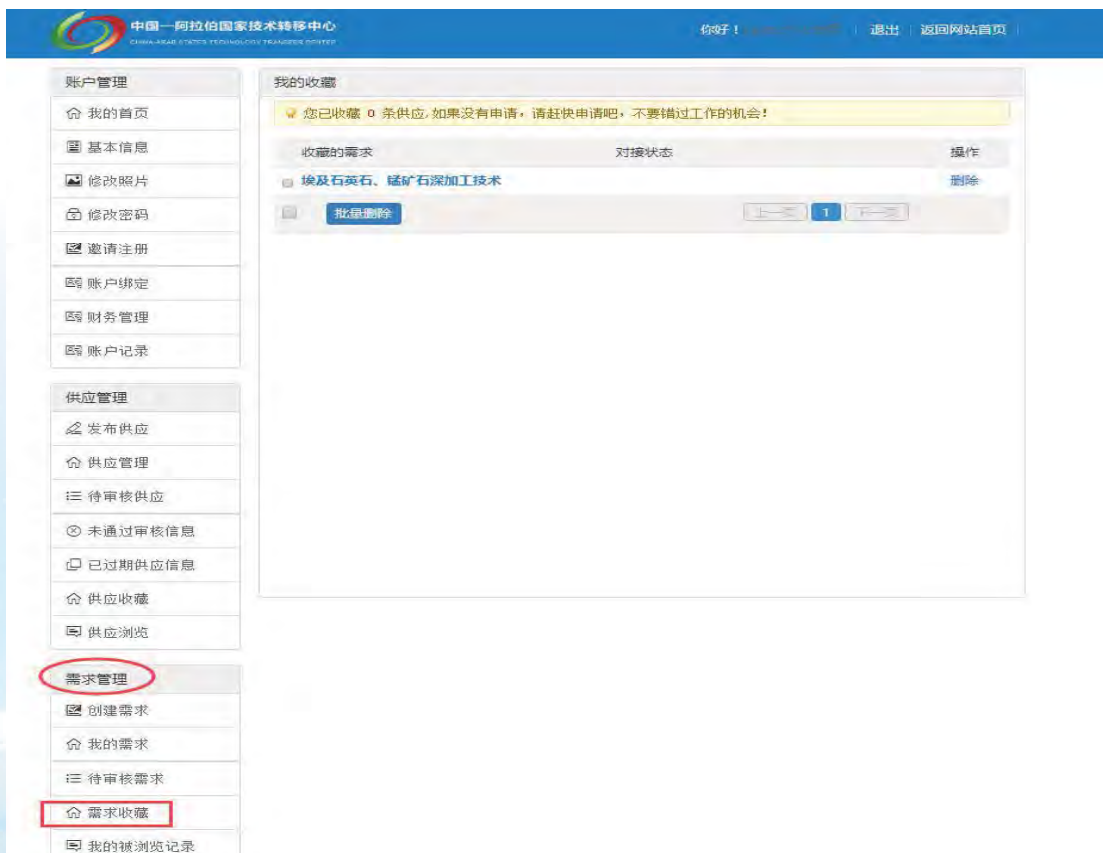 中国—阿拉伯国家技术转移中心
CHINA-ARAB STATES TECHNOLOGY TRANSFER CENTER
你好！
退出
返回网站首页
账户管理
我的首页
基本信息
修改照片
修改密码
邀请注册
账户绑定
财务管理
账户记录
供应管理
发布供应
供应管理
待审核供应
未通过审核信息
已过期供应信息
供应收藏
供应浏览
需求管理
创建需求
我的需求
待审核需求
需求收藏
我的被浏览记录
我的收藏
您已收藏 0 条供应,如果没有申请，请赶快申请吧，不要错过工作的机会！
收藏的需求 对接状态 操作
埃及石英石、锰矿石深加工技术 删除
批量删除 上一页 1 下一页